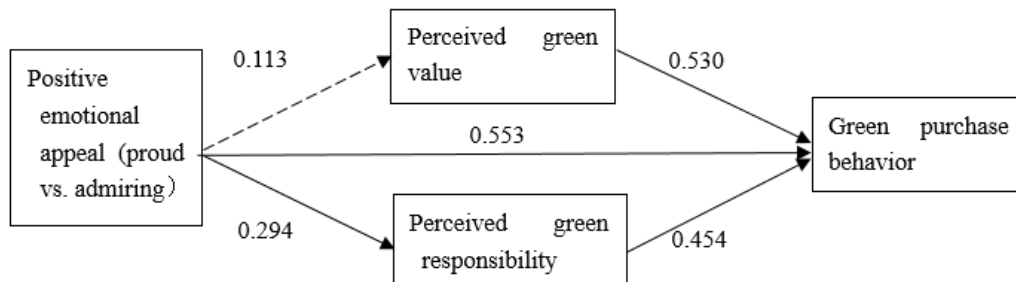 Positive
emotional
appeal (proud
vs. admiring）
0.113
Perceived green
value
0.530
0.553
Green purchase
behavior
0.294
Perceived green
responsibility
0.454